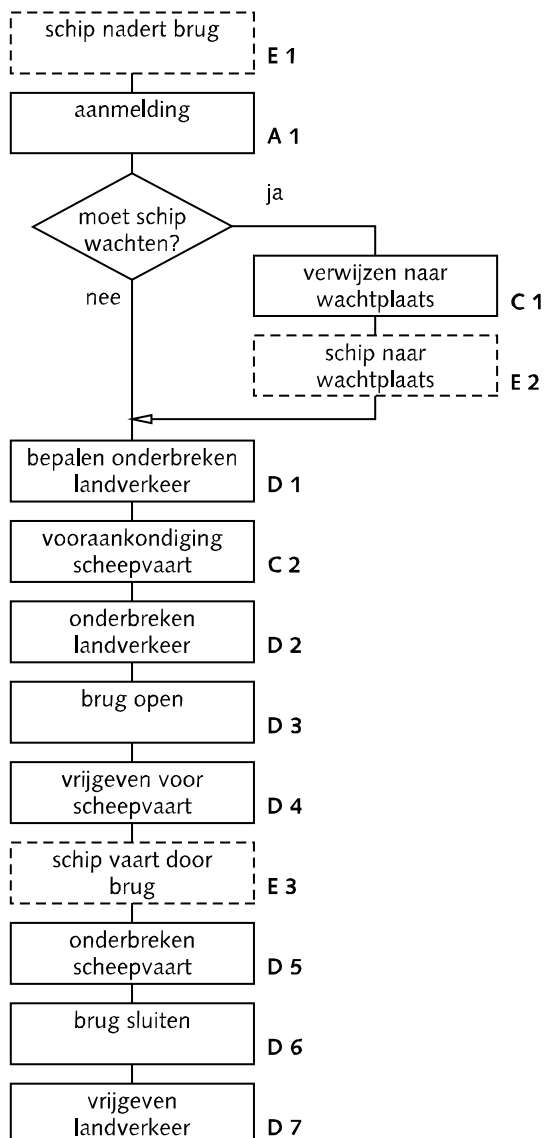 schip nadert brug
E 1
aanmelding
A 1
moet schip
wachten?
ja
nee
verwijzen naar
wachtplaats
C 1
schip naar
wachtplaats
E 2
bepalen onderbreken
landverkeer
D 1
vooraankondiging
scheepvaart
C 2
onderbreken
landverkeer
D 2
brug open
D 3
vrijgeven voor
scheepvaart
D 4
schip vaart door
brug
E 3
onderbreken
scheepvaart
D 5
brug sluiten
D 6
vrijgeven
landverkeer
D 7